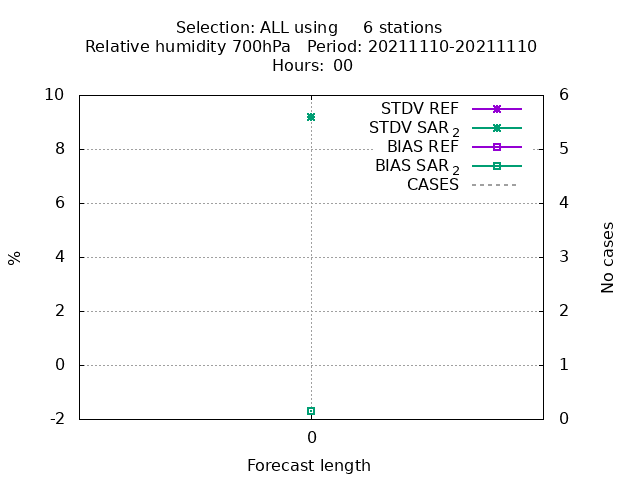 Selection: ALL using     6 stations
Relative humidity 700hPa   Period: 20211110-20211110
Hours:  00
10
8
6
4
2
0
-2
%
6
5
4
3
2
1
0
No cases
STDV REF
STDV SAR 2
BIAS REF
BIAS SAR 2
CASES
0
Forecast length